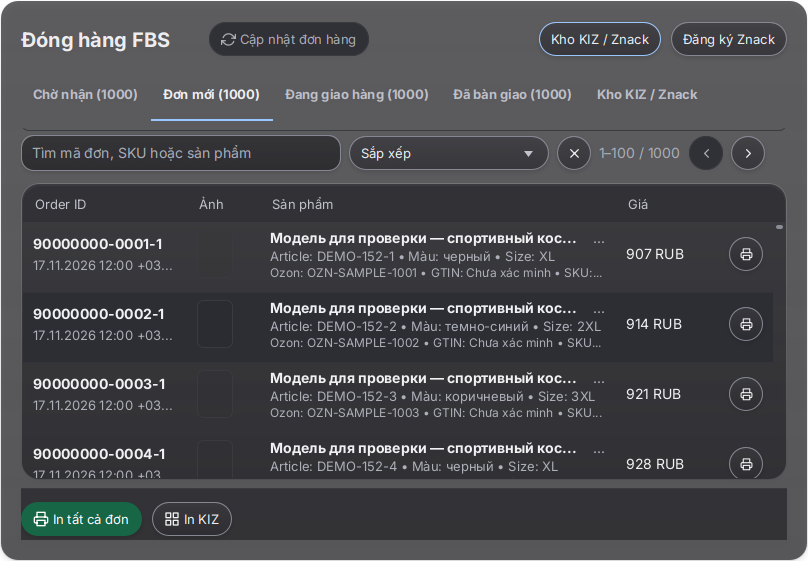 Đóng hàng FBS
Cập nhật đơn hàng
Kho KIZ / Znack
Đăng ký Znack
Chờ nhận (1000)
Đơn mới (1000)
Đang giao hàng (1000)
Đã bàn giao (1000)
Kho KIZ / Znack
Tìm mã đơn, SKU hoặc sản phẩm
Sắp xếp
1–100 / 1000
Order ID
Ảnh
Sản phẩm
Giá
90000000-0001-1
17.11.2026 12:00 +03...
Модель для проверки — спортивный кос... ...
Article: DEMO-152-1 • Màu: черный • Size: XL
Ozon: OZN-SAMPLE-1001 • GTIN: Chưa xác minh • SKU:...
907 RUB
90000000-0002-1
17.11.2026 12:00 +03...
Модель для проверки — спортивный кос... ...
Article: DEMO-152-2 • Màu: темно-синий • Size: 2XL
Ozon: OZN-SAMPLE-1002 • GTIN: Chưa xác minh • SKU...
914 RUB
90000000-0003-1
17.11.2026 12:00 +03...
Модель для проверки — спортивный кос... ...
Article: DEMO-152-3 • Màu: коричневый • Size: 3XL
Ozon: OZN-SAMPLE-1003 • GTIN: Chưa xác minh • SKU...
921 RUB
90000000-0004-1
17.11.2026 12:00 +03...
Модель для проверки — спортивный кос... ...
Article: DEMO-152-4 • Màu: черный • Size: XL
928 RUB
In tất cả đơn
In KIZ